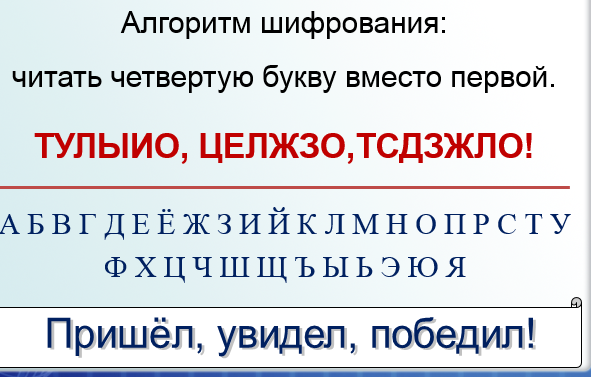 Алгоритм шифрования:
читать четвертую букву вместо первой.
ТУЛЫИО, ЦЕЛЖЗО,ТСДЗЖЛО!
А Б В Г Д Е Ё Ж З И Й К Л М Н О П Р С Т У
Ф Х Ц Ч Ш Щ Ъ Ы Ь Э Ю Я
Пришёл, увидел, победил!